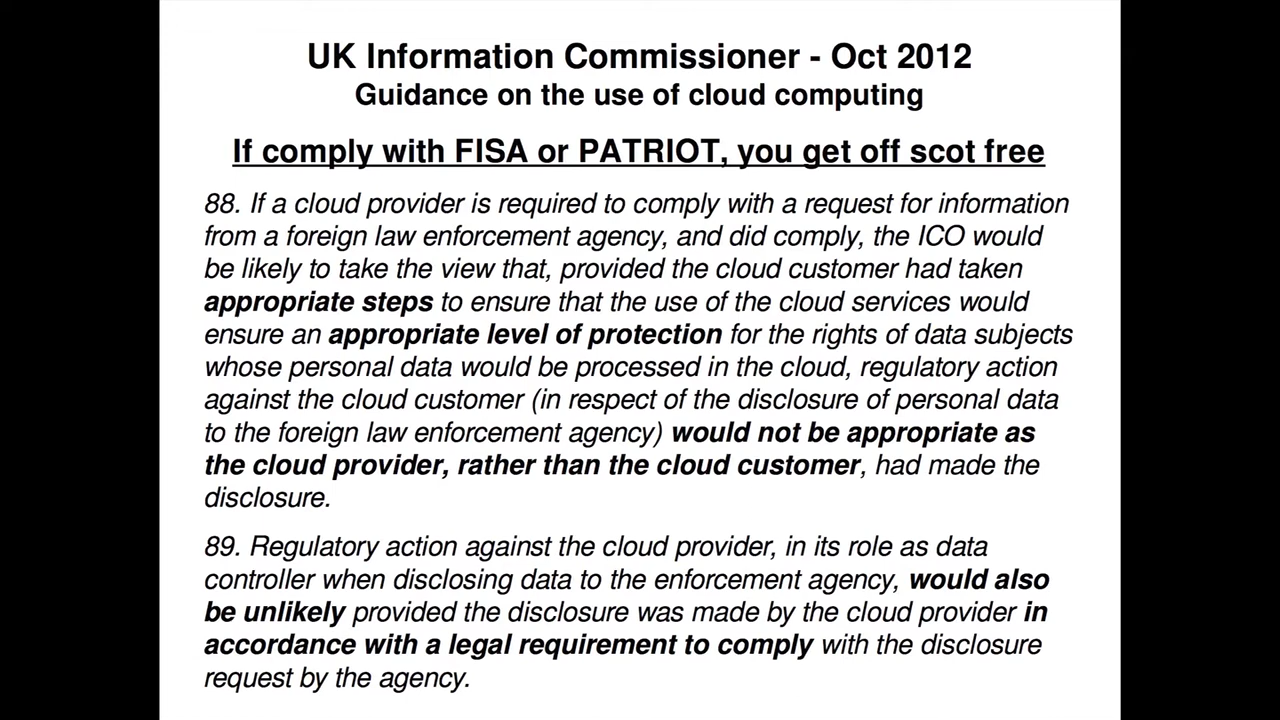 UK Information Commissioner - Oct 2012
Guidance on the use of cloud computing
If comply with FISA or PATRIOT, you get off scot free
88. If a cloud provider is required to comply with a request for information
from a foreign law enforcement agency, and did comply, the ICO would
be likely to take the view that, provided the cloud customer had taken
appropriate steps to ensure that the use of the cloud services would
ensure an appropriate level of protection for the rights of data subjects
whose personal data would be processed in the cloud, regulatory action
against the cloud customer (in respect of the disclosure of personal data
to the foreign law enforcement agency) would not be appropriate as
the cloud provider, rather than the cloud customer, had made the
disclosure.
89. Regulatory action against the cloud provider, in its role as data
controller when disclosing data to the enforcement agency, would also
be unlikely provided the disclosure was made by the cloud provider in
accordance with a legal requirement to comply with the disclosure
request by the agency.